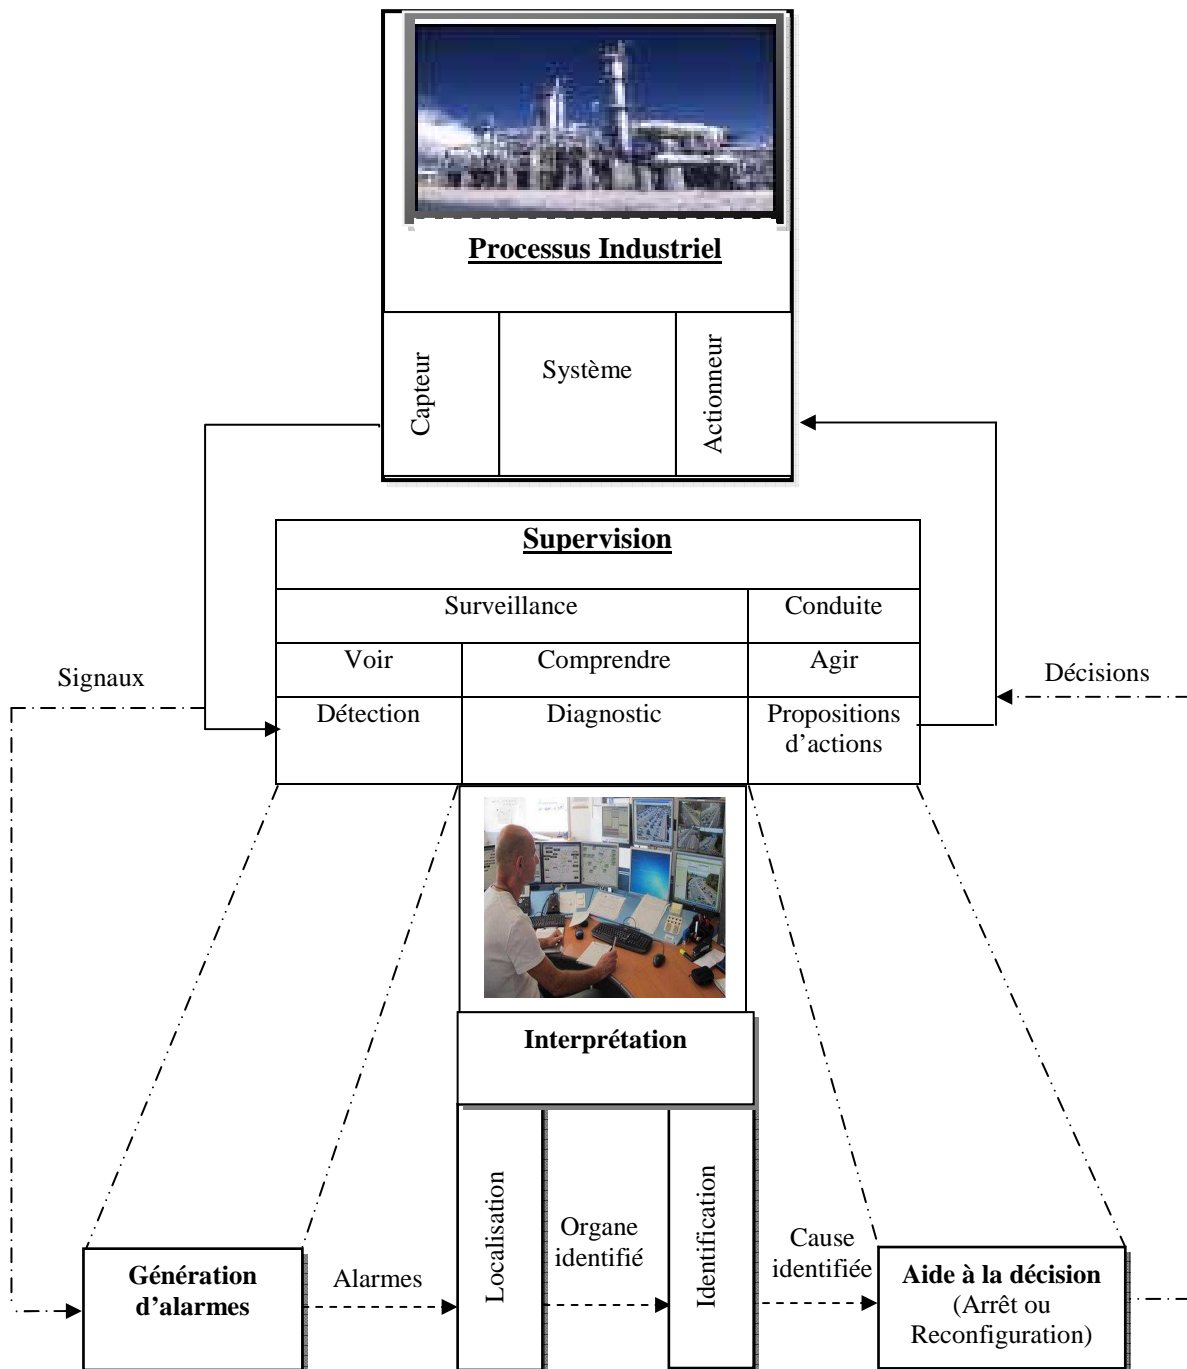 Processus Industriel
Capteur
Système
Actionneur
Supervision
Surveillance
Conduite
Voir
Comprendre
Agir
Signaux
Décisions
Détection
Diagnostic
Propositions
d’actions
Interprétation
Localisation
Organe
identifié
Identification
Cause
identifiée
Génération
d’alarmes
Alarmes
Aide à la décision
(Arrêt ou
Reconfiguration)